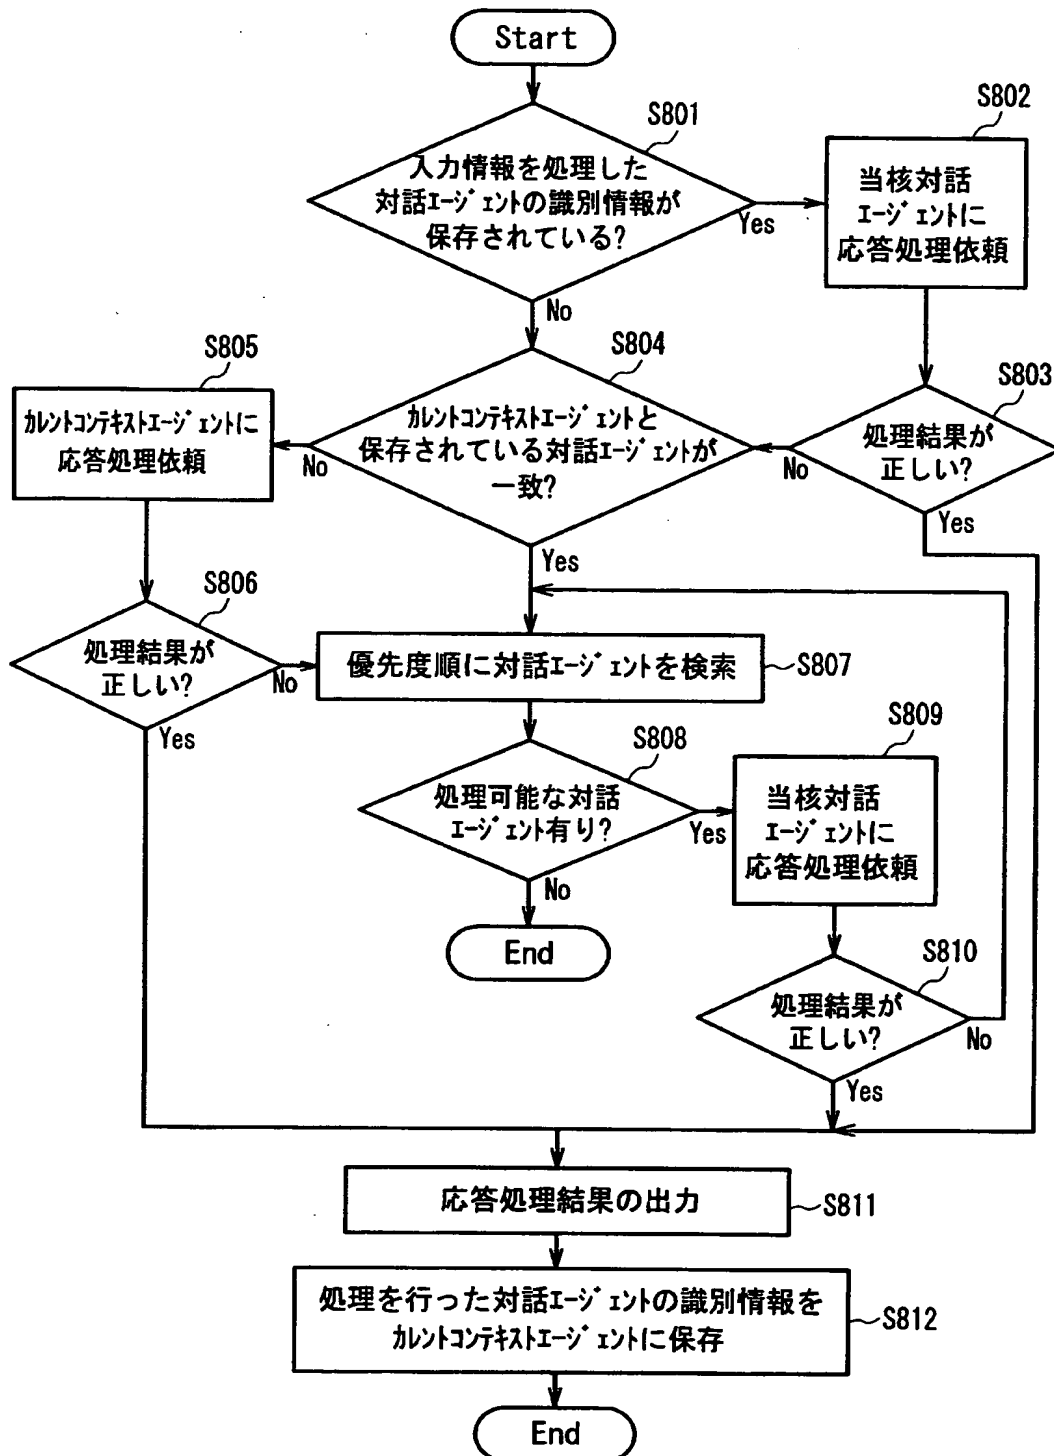 Start
S801
入力情報を処理した
対話エージェントの識別情報が
保存されている?
Yes
No
S802
当核対話
エージェントに
応答処理依頼
S803
処理結果が
正しい?
No
Yes
S804
カレントコンテキストエージェントと
保存されている対話エージェントが
一致?
No
Yes
S805
カレントコンテキストエージェントに
応答処理依頼
S806
処理結果が
正しい?
No
Yes
優先度順に対話エージェントを検索
S807
S808
処理可能な対話
エージェント有り?
Yes
No
End
S809
当核対話
エージェントに
応答処理依頼
S810
処理結果が
正しい?
No
Yes
応答処理結果の出力
S811
処理を行った対話エージェントの識別情報を
カレントコンテキストエージェントに保存
S812
End